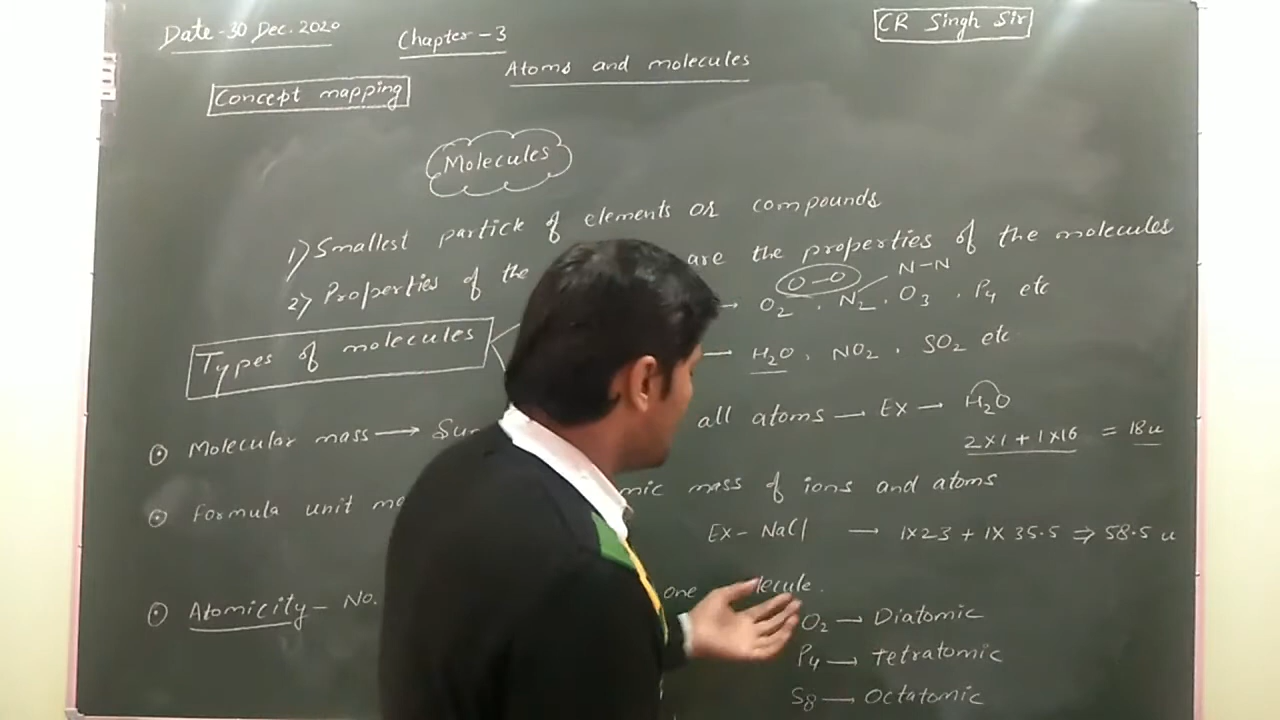 Date-30 Dec. 2020
Chapter-3
CR Singh Sir
Atoms and molecules
Concept mapping
Molecules
1) Smallest particle of elements or compounds
2) Properties of the are the properties of the molecules
O-O N-N
→ O2, N2, O3, P4 etc
Types of molecules
→ H2O, NO2, SO2 etc
Molecular mass → all atoms → Ex → H2O
2X1 + 1X16 = 18u
Formula unit mass of ions and atoms
Ex- NaCl → 1X23 + 1X 35.5 ⇒ 58.5 u
Atomicity - No. one
O2 → Diatomic
P4 → Tetratomic
S8 → Octatomic